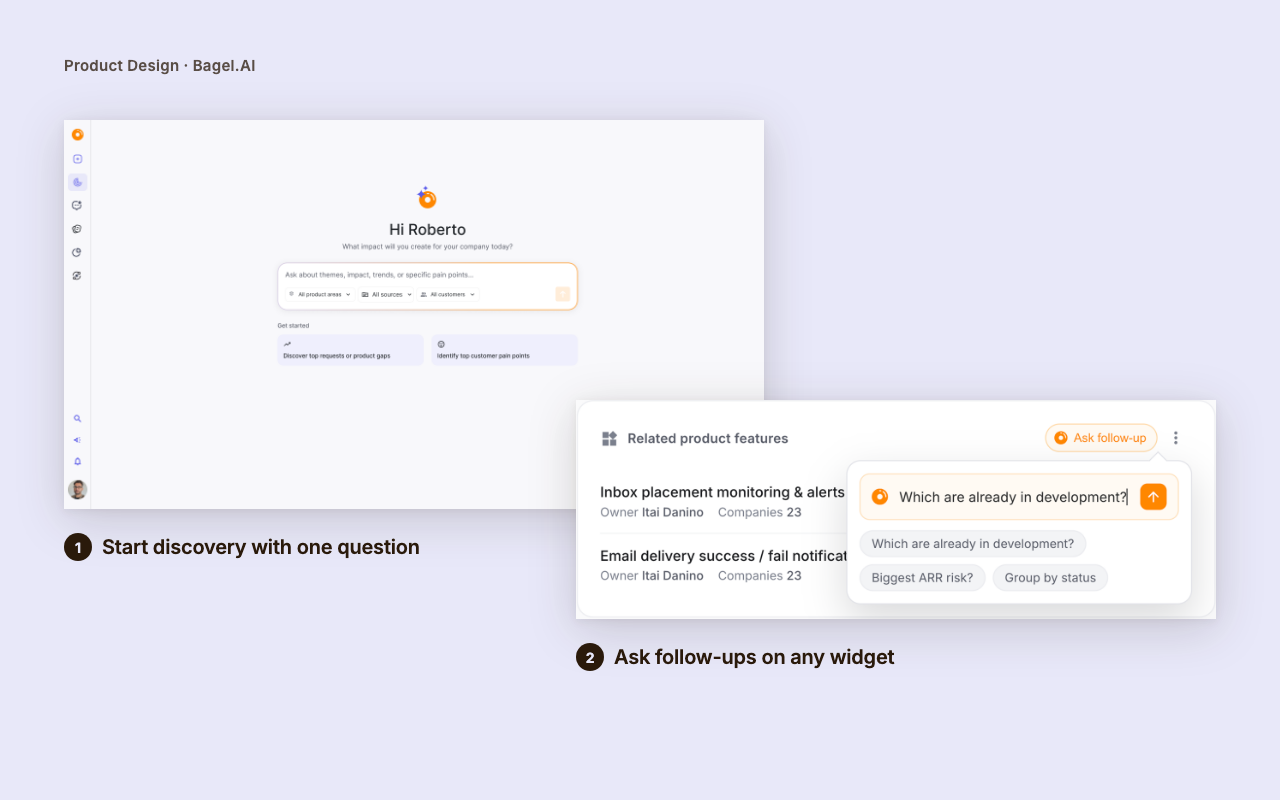 Product Design · Bagel.AI
Hi Roberto
What impact will you create for your company today?
Ask about themes, impact, trends, or specific pain points...
All product areas All sources All customers
Get started
Discover top requests or product gaps
Identify top customer pain points
1 Start discovery with one question
Related product features
Ask follow-up
Inbox placement monitoring & alerts
Owner Itai Danino Companies 23
Email delivery success / fail notificat
Owner Itai Danino Companies 23
Which are already in development?
Which are already in development?
Biggest ARR risk? Group by status
2 Ask follow-ups on any widget